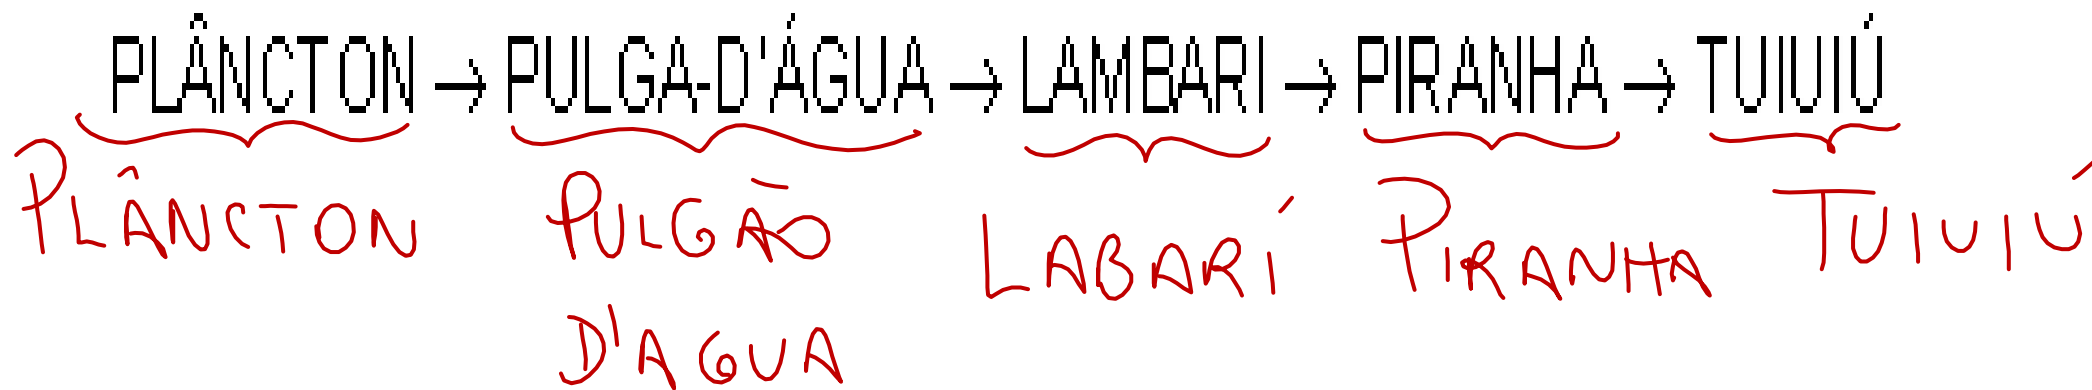 PLÂNCTON → PULGA-D'ÁGUA → LAMBARI → PIRANHA → TUIUIÚ
PLÂNCTON PULGÃO LABARÍ PIRANHA TUIUIÚ
D'AGUA